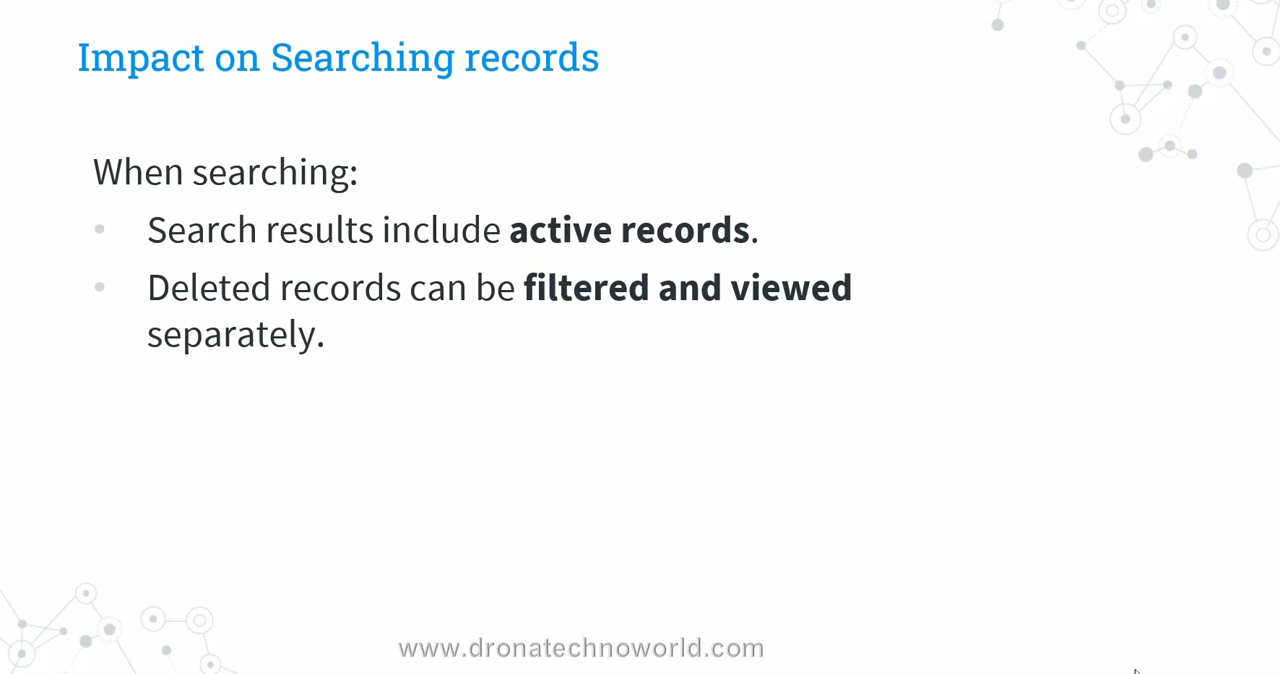 Impact on Searching records
When searching:
• Search results include active records.
• Deleted records can be filtered and viewed
separately.
www.dronatechnoworld.com